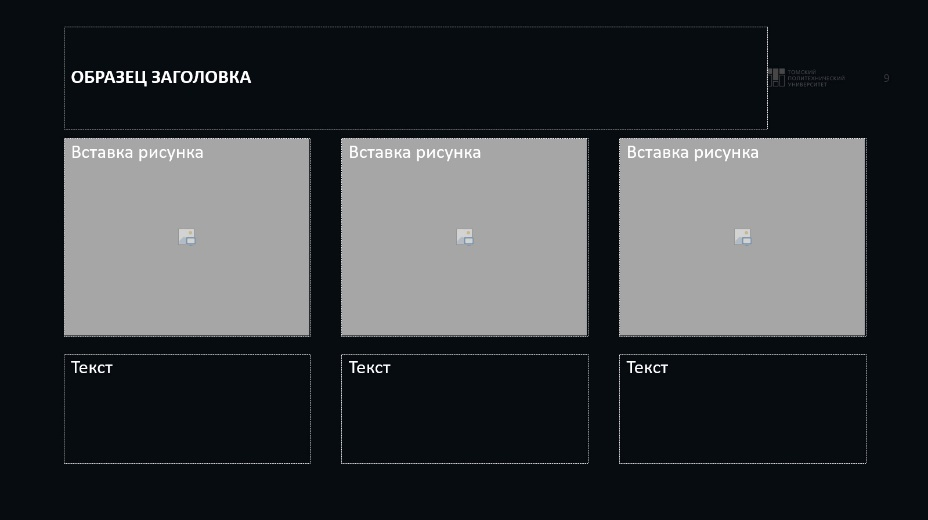 ОБРАЗЕЦ ЗАГОЛОВКА
ТОМСКИЙ
ПОЛИТЕХНИЧЕСКИЙ
УНИВЕРСИТЕТ
9
Вставка рисунка
Вставка рисунка
Вставка рисунка
Текст
Текст
Текст